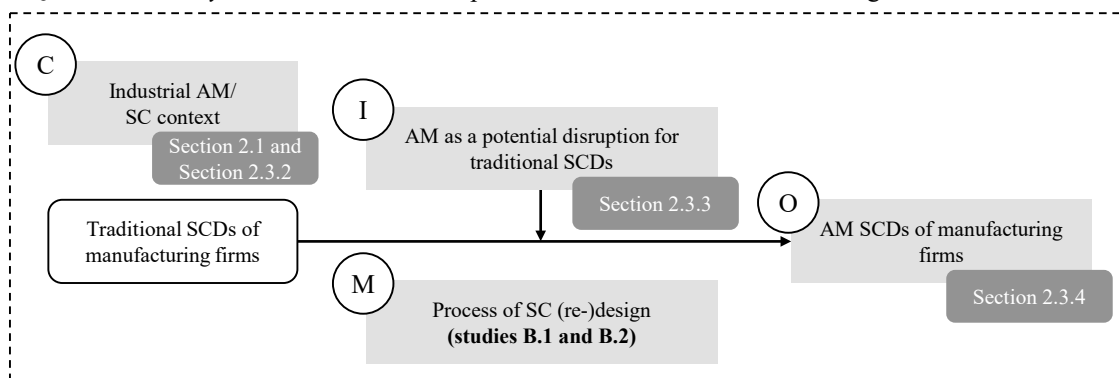 C
Industrial AM/
SC context
Section 2.1 and
Section 2.3.2
I
AM as a potential disruption for
traditional SCDs
Section 2.3.3
Traditional SCDs of
manufacturing firms
O
AM SCDs of manufacturing
firms
Section 2.3.4
M
Process of SC (re-)design
(studies B.1 and B.2)